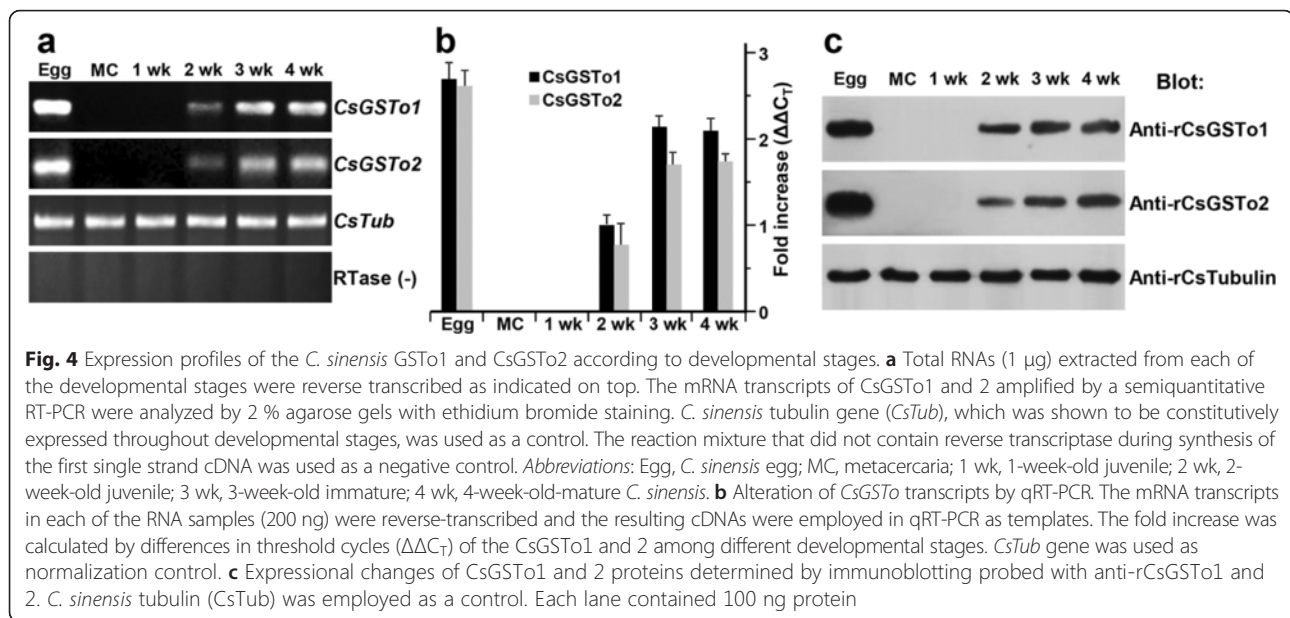 a
Egg MC 1 wk 2 wk 3 wk 4 wk
CsGSTo1
CsGSTo2
CsTub
RTase (-)
b
CsGSTo1
CsGSTo2
3
2
1
0
Fold increase (ΔΔCT)
Egg MC 1 wk 2 wk 3 wk 4 wk
c
Egg MC 1 wk 2 wk 3 wk 4 wk Blot:
Anti-rCsGSTo1
Anti-rCsGSTo2
Anti-rCsTubulin
Fig. 4 Expression profiles of the C. sinensis GSTo1 and CsGSTo2 according to developmental stages. a Total RNAs (1 μg) extracted from each of
the developmental stages were reverse transcribed as indicated on top. The mRNA transcripts of CsGSTo1 and 2 amplified by a semiquantitative
RT-PCR were analyzed by 2 % agarose gels with ethidium bromide staining. C. sinensis tubulin gene (CsTub), which was shown to be constitutively
expressed throughout developmental stages, was used as a control. The reaction mixture that did not contain reverse transcriptase during synthesis of
the first single strand cDNA was used as a negative control. Abbreviations: Egg, C. sinensis egg; MC, metacercaria; 1 wk, 1-week-old juvenile; 2 wk, 2-
week-old juvenile; 3 wk, 3-week-old immature; 4 wk, 4-week-old-mature C. sinensis. b Alteration of CsGSTo transcripts by qRT-PCR. The mRNA transcripts
in each of the RNA samples (200 ng) were reverse-transcribed and the resulting cDNAs were employed in qRT-PCR as templates. The fold increase was
calculated by differences in threshold cycles (ΔΔCT) of the CsGSTo1 and 2 among different developmental stages. CsTub gene was used as
normalization control. c Expressional changes of CsGSTo1 and 2 proteins determined by immunoblotting probed with anti-rCsGSTo1 and
2. C. sinensis tubulin (CsTub) was employed as a control. Each lane contained 100 ng protein